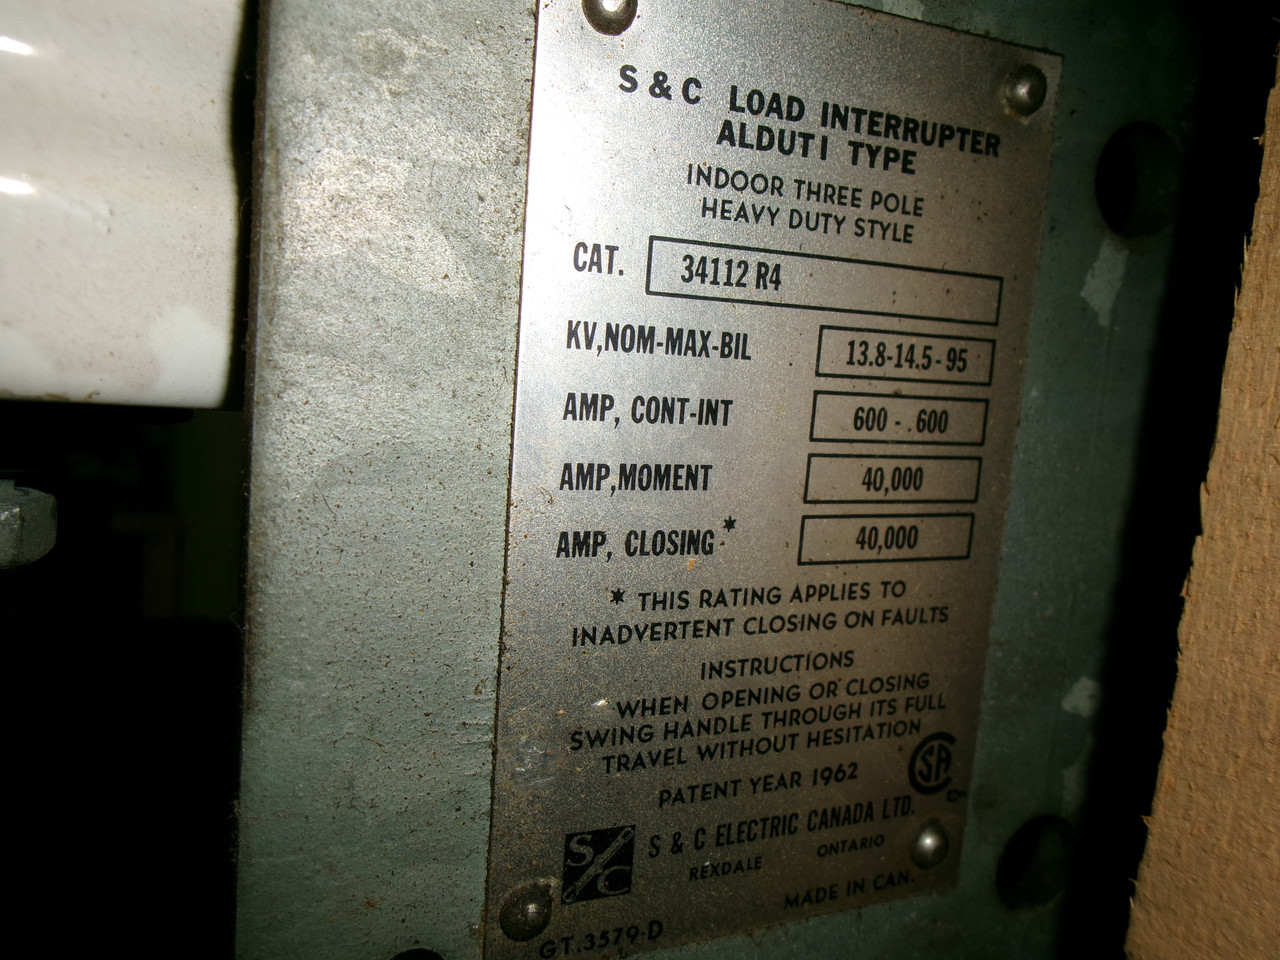 S & C LOAD INTERRUPTER
ALDUTI TYPE
INDOOR THREE POLE
HEAVY DUTY STYLE
CAT. 34112 R4
KV,NOM-MAX-BIL 13.8-14.5-95
AMP, CONT-INT 600 - .600
AMP,MOMENT 40,000
AMP, CLOSING* 40,000
* THIS RATING APPLIES TO
INADVERTENT CLOSING ON FAULTS
INSTRUCTIONS
WHEN OPENING OR CLOSING
SWING HANDLE THROUGH ITS FULL
TRAVEL WITHOUT HESITATION
PATENT YEAR 1962
CSA
S & C ELECTRIC CANADA LTD.
S/C
REXDALE ONTARIO
MADE IN CAN.
GT.3579-D